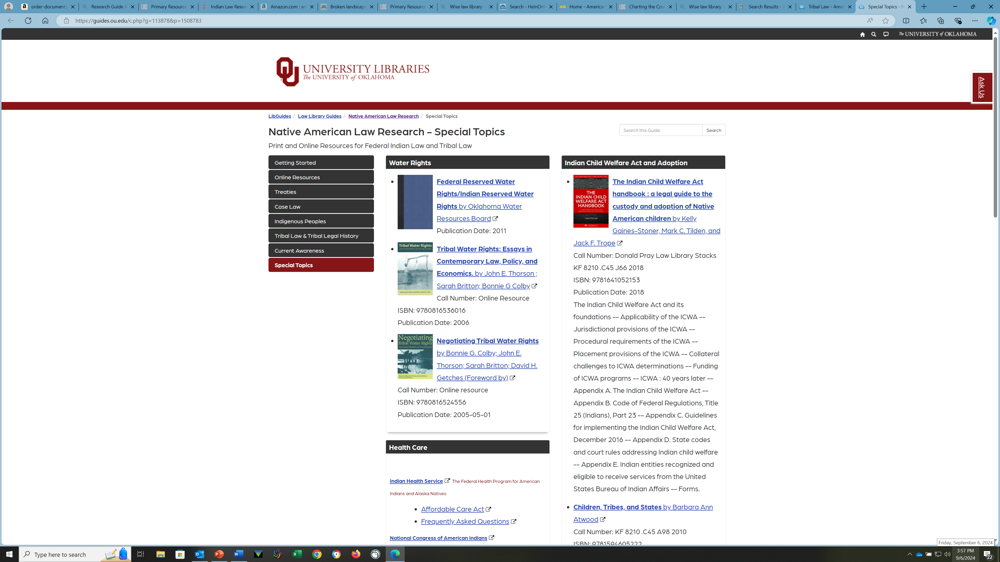 order-document.
Research Guide A
Primary Resource
Indian Law Resea
Amazon.com : am
Broken landscape
Primary Resource
Wise law library -
Search - HeinOnl
Home - American
Charting the Cou
Wise law library -
Search Results - A
Tribal Law - Amer
Special Topics - N
https://guides.ou.edu/c.php?g=113878&p=1508783
The UNIVERSITY of OKLAHOMA
UNIVERSITY LIBRARIES
The UNIVERSITY of OKLAHOMA
Ask Us
LibGuides / Law Library Guides / Native American Law Research / Special Topics
Native American Law Research - Special Topics
Search this Guide
Search
Print and Online Resources for Federal Indian Law and Tribal Law
Getting Started
Online Resources
Treaties
Case Law
Indigenous Peoples
Tribal Law & Tribal Legal History
Current Awareness
Special Topics
Water Rights
Federal Reserved Water
Rights/Indian Reserved Water
Rights by Oklahoma Water
Resources Board
Publication Date: 2011
Tribal Water Rights
Tribal Water Rights: Essays in
Contemporary Law, Policy, and
Economics. by John E. Thorson ;
Sarah Britton; Bonnie G Colby
Call Number: Online Resource
ISBN: 9780816536016
Publication Date: 2006
Negotiating
Tribal Water Rights
Negotiating Tribal Water Rights
by Bonnie G. Colby; John E.
Thorson; Sarah Britton; David H.
Getches (Foreword by)
Call Number: Online resource
ISBN: 9780816524556
Publication Date: 2005-05-01
Health Care
Indian Health Service The Federal Health Program for American
Indians and Alaska Natives
Affordable Care Act
Frequently Asked Questions
National Congress of American Indians
Indian Child Welfare Act and Adoption
THE
INDIAN CHILD
WELFARE ACT
HANDBOOK
THIRD EDITION
The Indian Child Welfare Act
handbook : a legal guide to the
custody and adoption of Native
American children by Kelly
Gaines-Stoner, Mark C. Tilden, and
Jack F. Trope
Call Number: Donald Pray Law Library Stacks
KF 8210 .C45 J66 2018
ISBN: 9781641052153
Publication Date: 2018
The Indian Child Welfare Act and its
foundations -- Applicability of the ICWA --
Jurisdictional provisions of the ICWA --
Procedural requirements of the ICWA --
Placement provisions of the ICWA -- Collateral
challenges to ICWA determinations -- Funding
of ICWA programs -- ICWA : 40 years later --
Appendix A. The Indian Child Welfare Act --
Appendix B. Code of Federal Regulations, Title
25 (Indians), Part 23 -- Appendix C. Guidelines
for implementing the Indian Child Welfare Act,
December 2016 -- Appendix D. State codes
and court rules addressing Indian child welfare
-- Appendix E. Indian entities recognized and
eligible to receive services from the United
States Bureau of Indian Affairs -- Forms.
Children, Tribes, and States by Barbara Ann
Atwood
Call Number: KF 8210 .C45 A98 2010
ISBN: 9781594605222
Friday, September 6, 2024
Type here to search
3:57 PM
9/6/2024
22